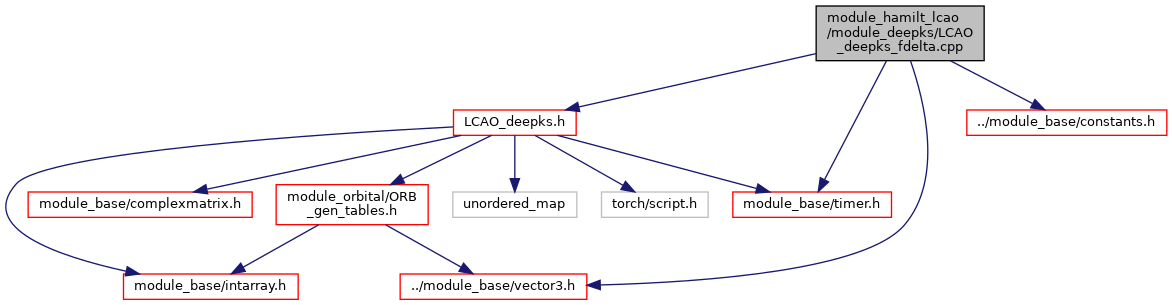 module_hamilt_lcao
/module_deepks/LCAO
_deepks_fdelta.cpp
LCAO_deepks.h
../module_base/constants.h
module_base/complexmatrix.h
module_orbital/ORB
_gen_tables.h
unordered_map
torch/script.h
module_base/timer.h
module_base/intarray.h
../module_base/vector3.h